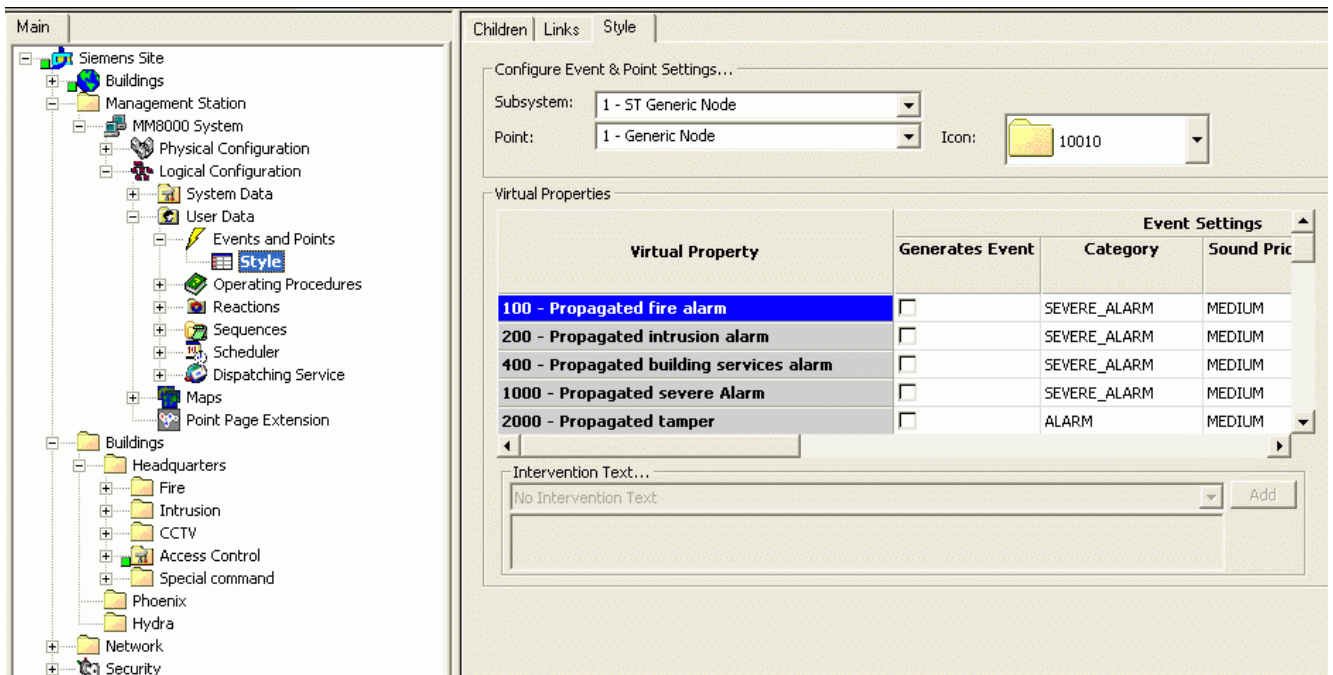 Main
Siemens Site
Buildings
Management Station
MM8000 System
Physical Configuration
Logical Configuration
System Data
User Data
Events and Points
Style
Operating Procedures
Reactions
Sequences
Scheduler
Dispatching Service
Maps
Point Page Extension
Buildings
Headquarters
Fire
Intrusion
CCTV
Access Control
Special command
Phoenix
Hydra
Network
Security
Children Links Style
Configure Event & Point Settings...
Subsystem: 1 - ST Generic Node
Point: 1 - Generic Node Icon: 10010
Virtual Properties
Event Settings
Virtual Property Generates Event Category Sound Pric
100 - Propagated fire alarm SEVERE_ALARM MEDIUM
200 - Propagated intrusion alarm SEVERE_ALARM MEDIUM
400 - Propagated building services alarm SEVERE_ALARM MEDIUM
1000 - Propagated severe Alarm SEVERE_ALARM MEDIUM
2000 - Propagated tamper ALARM MEDIUM
Intervention Text...
No Intervention Text Add